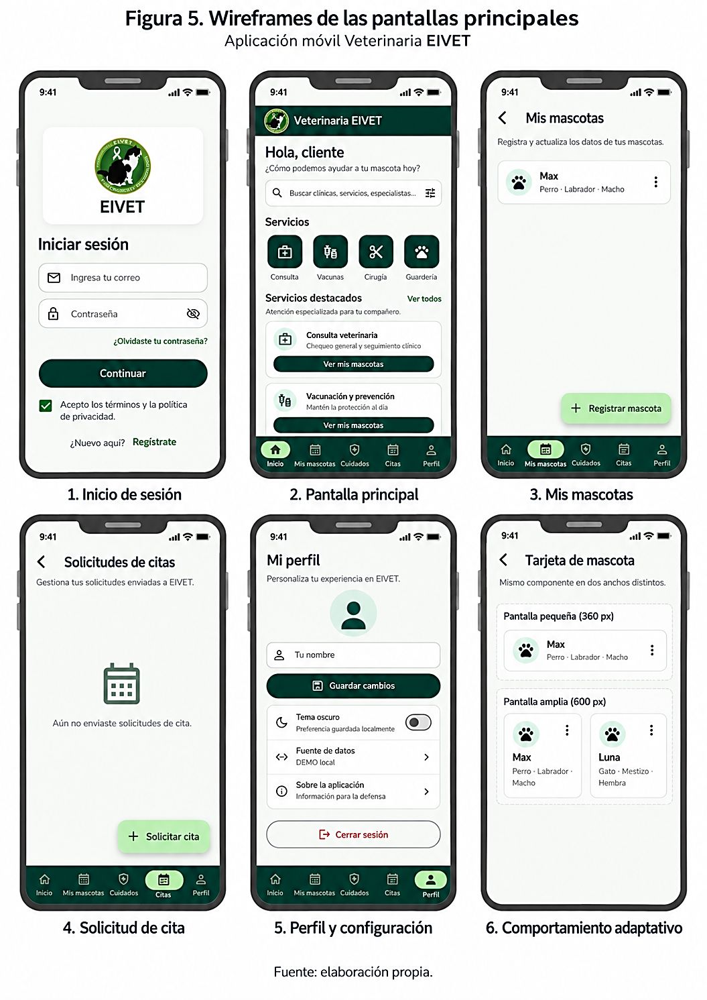 Figura 5. Wireframes de las pantallas principales
Aplicación móvil Veterinaria EIVET
9:41
EIVET
EIVET
Iniciar sesión
Ingresa tu correo
Contraseña
¿Olvidaste tu contraseña?
Continuar
Acepto los términos y la política
de privacidad.
¿Nuevo aquí? Regístrate
1. Inicio de sesión
9:41
Veterinaria EIVET
Hola, cliente
¿Cómo podemos ayudar a tu mascota hoy?
Buscar clínicas, servicios, especialistas...
Servicios
Consulta Vacunas Cirugía Guardería
Servicios destacados Ver todos
Atención especializada para tu compañero.
Consulta veterinaria
Chequeo general y seguimiento clínico
Ver mis mascotas
Vacunación y prevención
Mantén la protección al día
Ver mis mascotas
Inicio Mis mascotas Cuidados Citas Perfil
2. Pantalla principal
9:41
Mis mascotas
Registra y actualiza los datos de tus mascotas.
Max
Perro · Labrador · Macho
+ Registrar mascota
Inicio Mis mascotas Cuidados Citas Perfil
3. Mis mascotas
9:41
Solicitudes de citas
Gestiona tus solicitudes enviadas a EIVET.
Aún no enviaste solicitudes de cita.
+ Solicitar cita
Inicio Mis mascotas Cuidados Citas Perfil
4. Solicitud de cita
9:41
Mi perfil
Personaliza tu experiencia en EIVET.
Tu nombre
Guardar cambios
Tema oscuro
Preferencia guardada localmente
Fuente de datos
DEMO local
Sobre la aplicación
Información para la defensa
Cerrar sesión
Inicio Mis mascotas Cuidados Citas Perfil
5. Perfil y configuración
9:41
Tarjeta de mascota
Mismo componente en dos anchos distintos.
Pantalla pequeña (360 px)
Max
Perro · Labrador · Macho
Pantalla amplia (600 px)
Max
Perro · Labrador ·
Macho
Luna
Gato · Mestizo ·
Hembra
6. Comportamiento adaptativo
Fuente: elaboración propia.